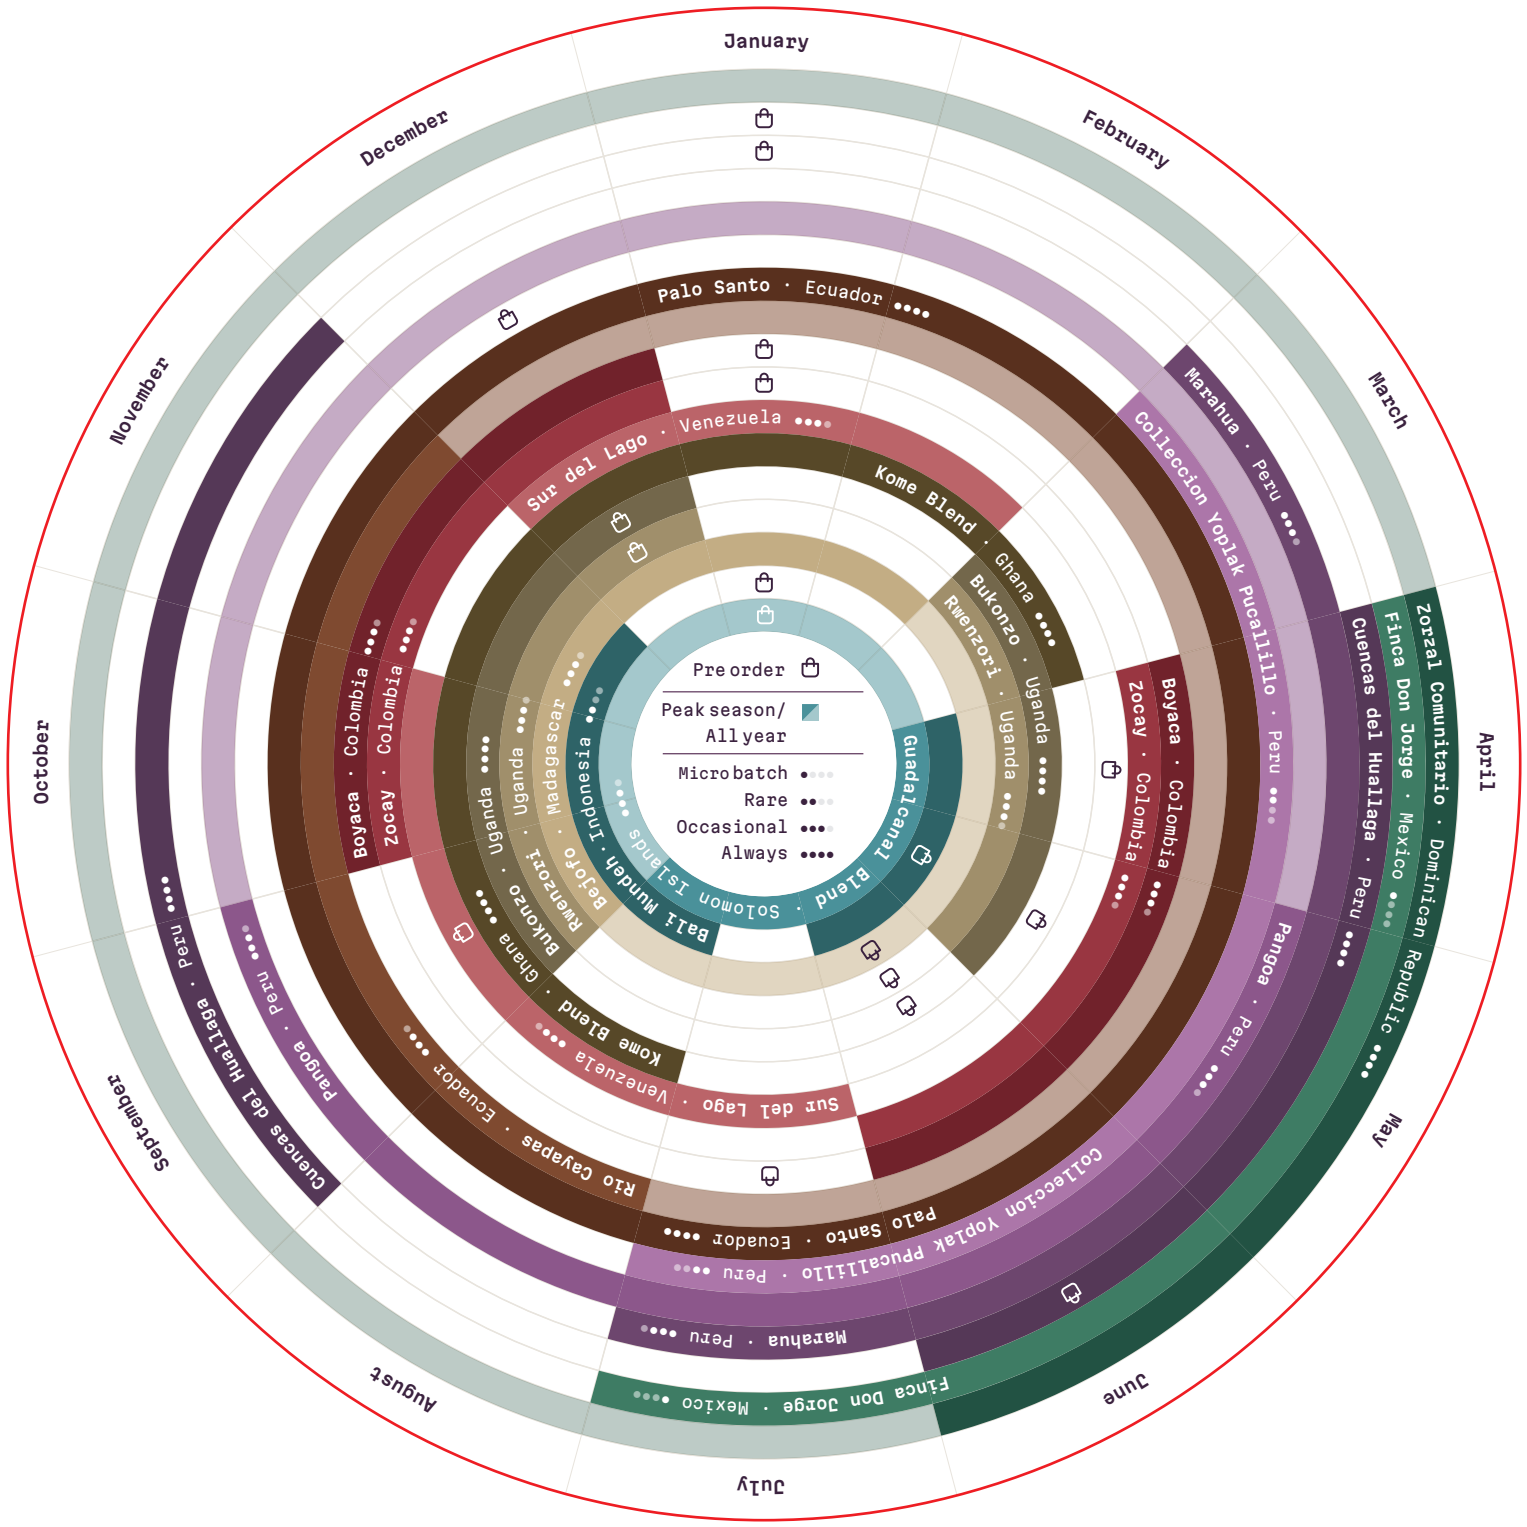 January
February
March
April
May
June
July
August
September
October
November
December
Zorzal Comunitario · Dominican Republic
Finca Don Jorge · Mexico
Finca Don Jorge · Mexico
Cuencas del Huallaga · Peru
Cuencas del Huallaga · Peru
Marahua · Peru
Marahua · Peru
Pangoa · Peru
Pangoa · Peru
Colleccion Yoplak Pucallillo · Peru
Colleccion Yoplak PPucallillo · Peru
Palo Santo · Ecuador
Palo Santo · Ecuador
Rio Cayapas · Ecuador
Boyaca · Colombia
Boyaca · Colombia
Zocay · Colombia
Zocay · Colombia
Sur del Lago · Venezuela
Sur del Lago · Venezuela
Kome Blend · Ghana
Kome Blend · Ghana
Bukonzo · Uganda
Bukonzo · Uganda
Rwenzori · Uganda
Rwenzori · Uganda
Bejofo · Madagascar
Bali Mundeh · Indonesia
Guadalcanal Blend · Solomon Islands
Pre order
Peak season/
All year
Micro batch
Rare
Occasional
Always